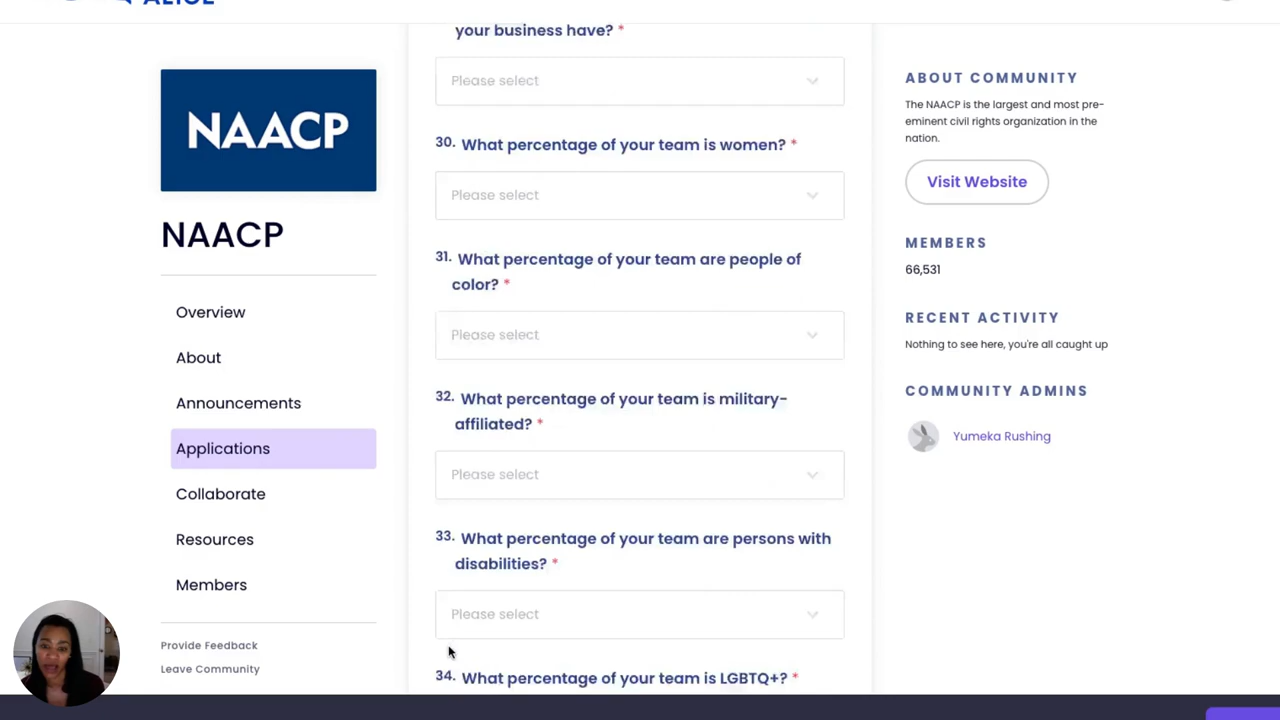 ALICE
your business have? *
Please select
30. What percentage of your team is women? *
Please select
31. What percentage of your team are people of
color? *
Please select
32. What percentage of your team is military-
affiliated? *
Please select
33. What percentage of your team are persons with
disabilities? *
Please select
34. What percentage of your team is LGBTQ+? *
NAACP
NAACP
Overview
About
Announcements
Applications
Collaborate
Resources
Members
Provide Feedback
Leave Community
ABOUT COMMUNITY
The NAACP is the largest and most pre-
eminent civil rights organization in the
nation.
Visit Website
MEMBERS
66,531
RECENT ACTIVITY
Nothing to see here, you're all caught up
COMMUNITY ADMINS
Yumeka Rushing